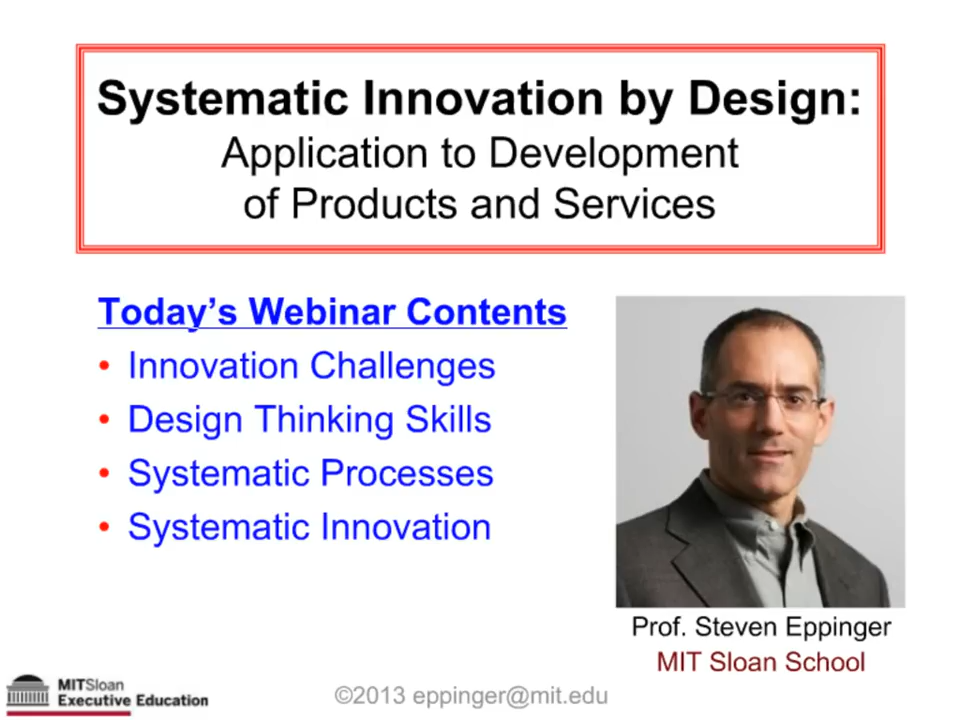 Systematic Innovation by Design:
Application to Development
of Products and Services
Today's Webinar Contents
• Innovation Challenges
• Design Thinking Skills
• Systematic Processes
• Systematic Innovation
Prof. Steven Eppinger
MIT Sloan School
MITSloan
Executive Education
©2013 eppinger@mit.edu